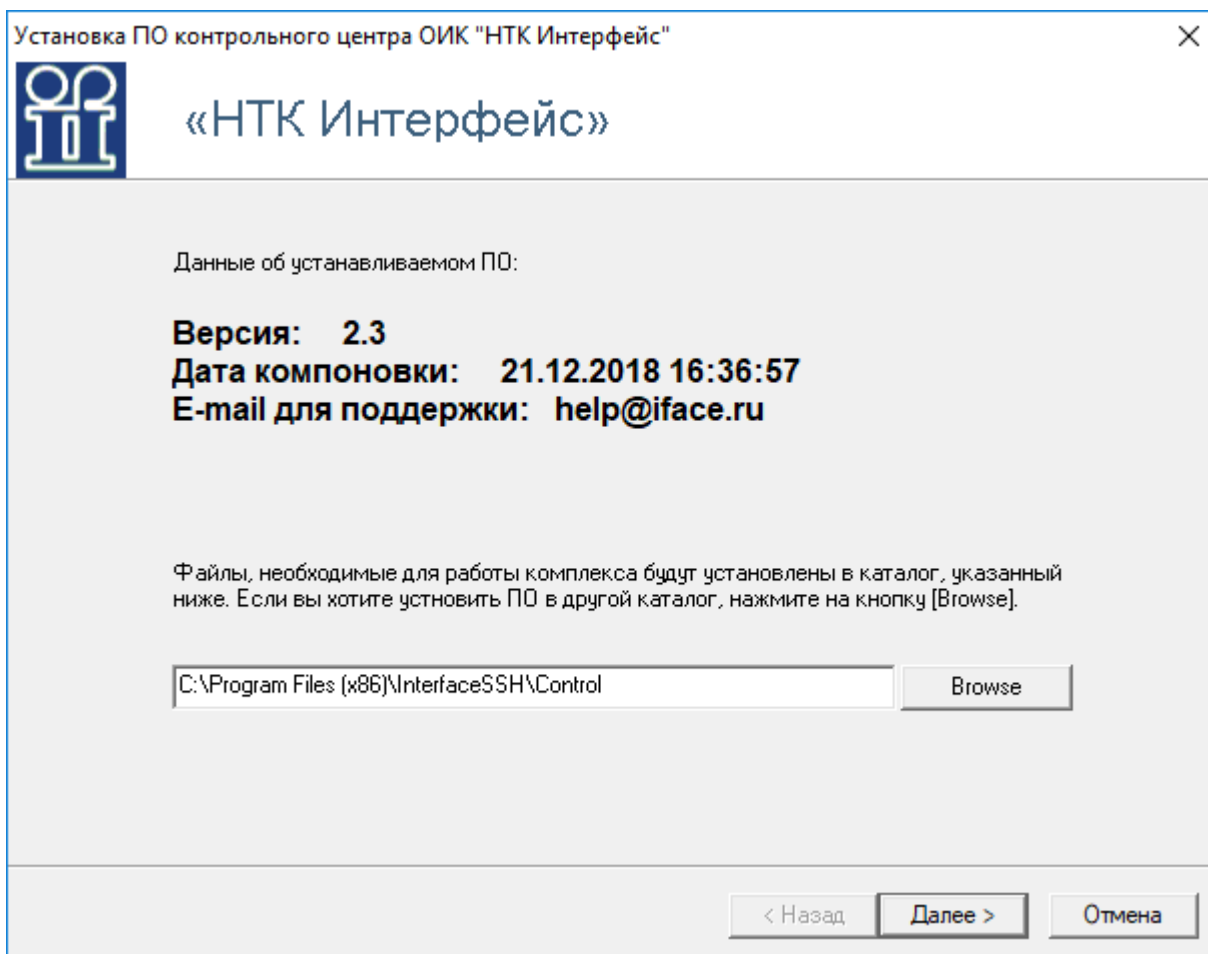 Установка ПО контрольного центра ОИК "НТК Интерфейс"
«НТК Интерфейс»
Данные об устанавливаемом ПО:
Версия: 2.3
Дата компоновки: 21.12.2018 16:36:57
E-mail для поддержки: help@iface.ru
Файлы, необходимые для работы комплекса будут установлены в каталог, указанный
ниже. Если вы хотите устновить ПО в другой каталог, нажмите на кнопку [Browse].
C:\Program Files (x86)\InterfaceSSH\Control
Browse
< Назад
Далее >
Отмена